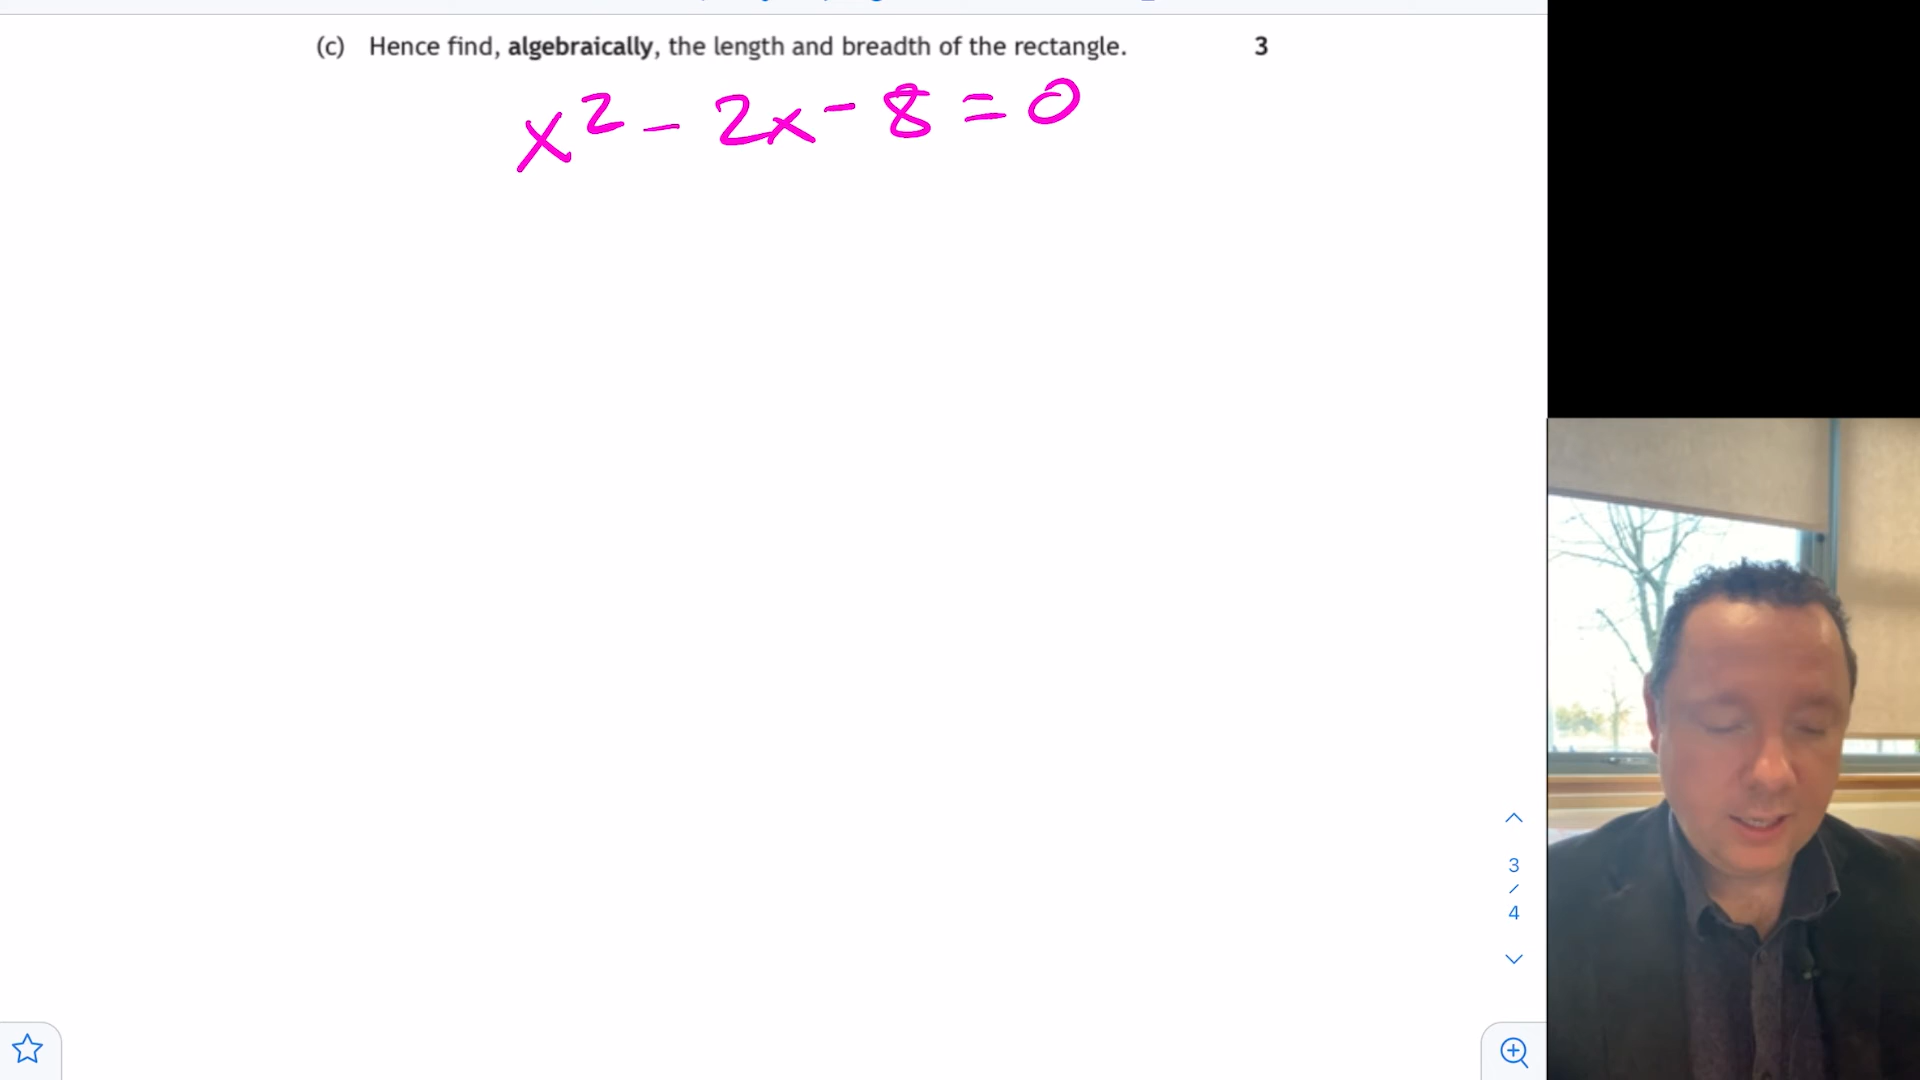 (c) Hence find, algebraically, the length and breadth of the rectangle. 3
x² - 2x - 8 = 0
3
/
4